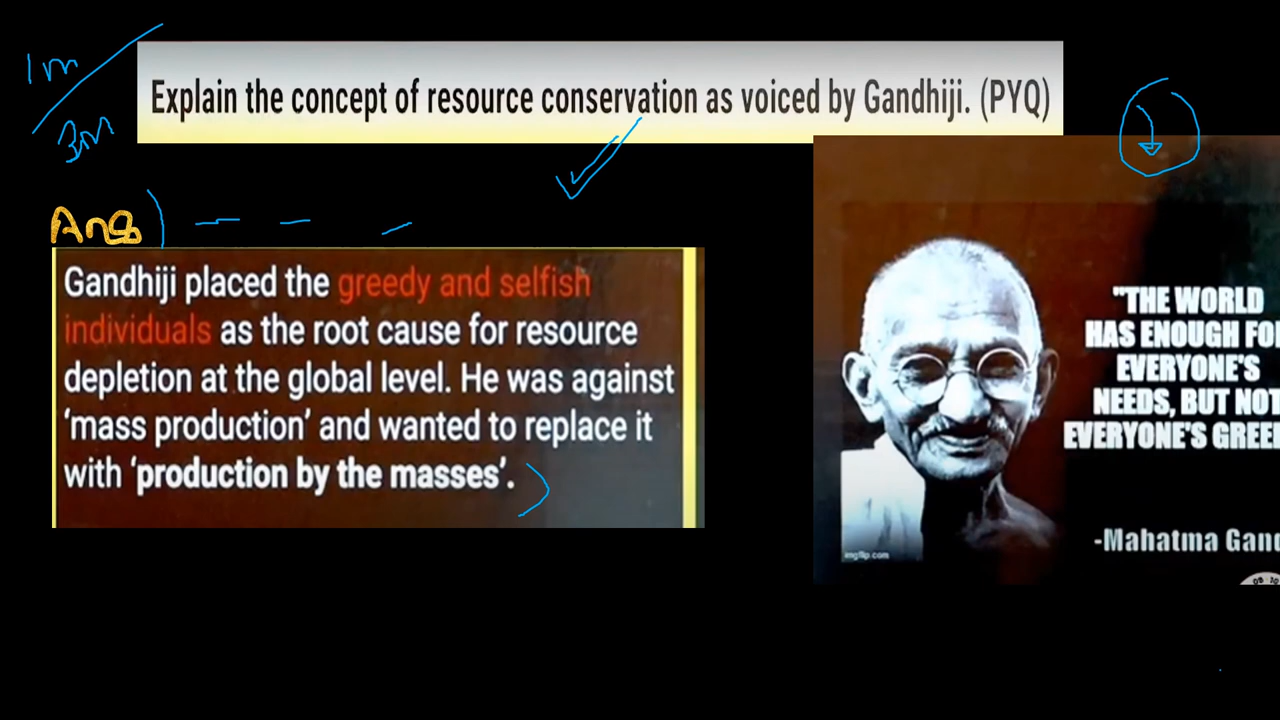 1m
3m
Explain the concept of resource conservation as voiced by Gandhiji. (PYQ)
Ans)
Gandhiji placed the greedy and selfish
individuals as the root cause for resource
depletion at the global level. He was against
‘mass production’ and wanted to replace it
with ‘production by the masses’.
"THE WORLD
HAS ENOUGH FO
EVERYONE'S
NEEDS, BUT NOT
EVERYONE'S GREE
-Mahatma Gand
imgflip.com